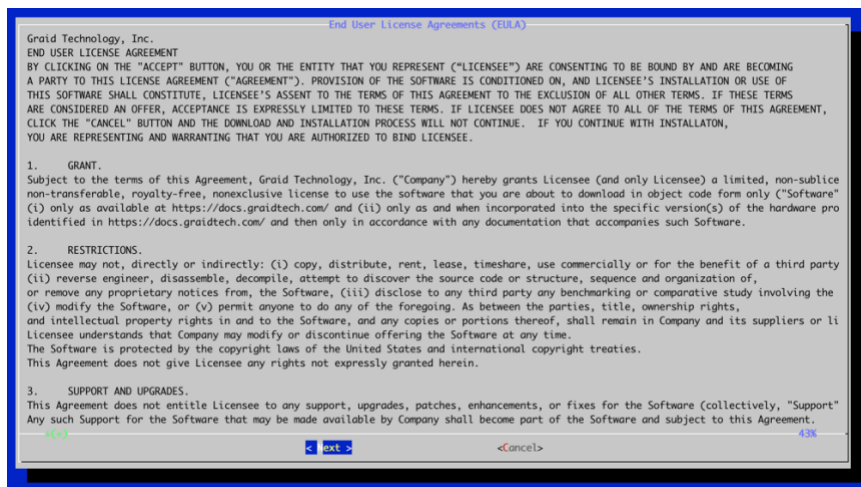 End User License Agreements (EULA)
Graid Technology, Inc.
END USER LICENSE AGREEMENT
BY CLICKING ON THE "ACCEPT" BUTTON, YOU OR THE ENTITY THAT YOU REPRESENT (“LICENSEE”) ARE CONSENTING TO BE BOUND BY AND ARE BECOMING
A PARTY TO THIS LICENSE AGREEMENT ("AGREEMENT"). PROVISION OF THE SOFTWARE IS CONDITIONED ON, AND LICENSEE'S INSTALLATION OR USE OF
THIS SOFTWARE SHALL CONSTITUTE, LICENSEE'S ASSENT TO THE TERMS OF THIS AGREEMENT TO THE EXCLUSION OF ALL OTHER TERMS. IF THESE TERMS
ARE CONSIDERED AN OFFER, ACCEPTANCE IS EXPRESSLY LIMITED TO THESE TERMS. IF LICENSEE DOES NOT AGREE TO ALL OF THE TERMS OF THIS AGREEMENT,
CLICK THE "CANCEL" BUTTON AND THE DOWNLOAD AND INSTALLATION PROCESS WILL NOT CONTINUE.  IF YOU CONTINUE WITH INSTALLATON,
YOU ARE REPRESENTING AND WARRANTING THAT YOU ARE AUTHORIZED TO BIND LICENSEE.
1. GRANT.
Subject to the terms of this Agreement, Graid Technology, Inc. ("Company") hereby grants Licensee (and only Licensee) a limited, non-sublice
non-transferable, royalty-free, nonexclusive license to use the software that you are about to download in object code form only ("Software"
(i) only as available at https://docs.graidtech.com/ and (ii) only as and when incorporated into the specific version(s) of the hardware pro
identified in https://docs.graidtech.com/ and then only in accordance with any documentation that accompanies such Software.
2. RESTRICTIONS.
Licensee may not, directly or indirectly: (i) copy, distribute, rent, lease, timeshare, use commercially or for the benefit of a third party
(ii) reverse engineer, disassemble, decompile, attempt to discover the source code or structure, sequence and organization of,
or remove any proprietary notices from, the Software, (iii) disclose to any third party any benchmarking or comparative study involving the
(iv) modify the Software, or (v) permit anyone to do any of the foregoing. As between the parties, title, ownership rights,
and intellectual property rights in and to the Software, and any copies or portions thereof, shall remain in Company and its suppliers or li
Licensee understands that Company may modify or discontinue offering the Software at any time.
The Software is protected by the copyright laws of the United States and international copyright treaties.
This Agreement does not give Licensee any rights not expressly granted herein.
3. SUPPORT AND UPGRADES.
This Agreement does not entitle Licensee to any support, upgrades, patches, enhancements, or fixes for the Software (collectively, "Support"
Any such Support for the Software that may be made available by Company shall become part of the Software and subject to this Agreement.
43%
< Next > <Cancel>